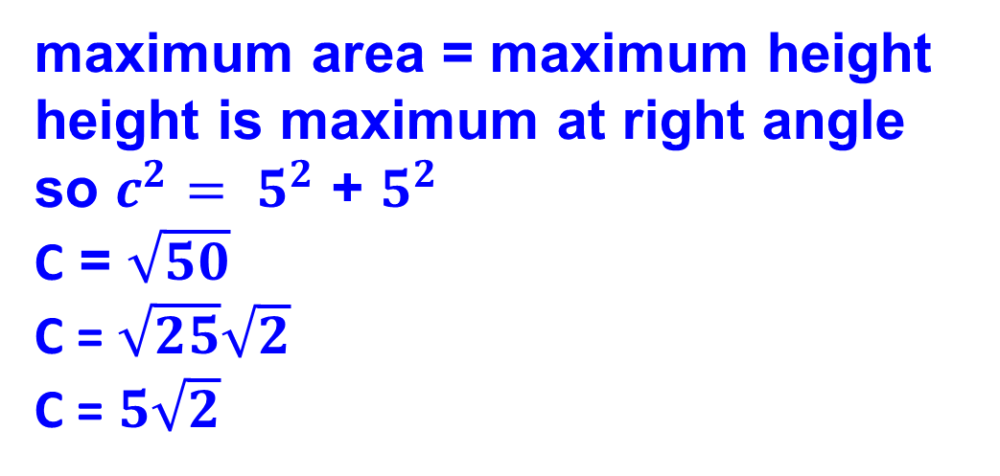 maximum area = maximum height
height is maximum at right angle
so c² = 5² + 5²
C = √50
C = √25√2
C = 5√2